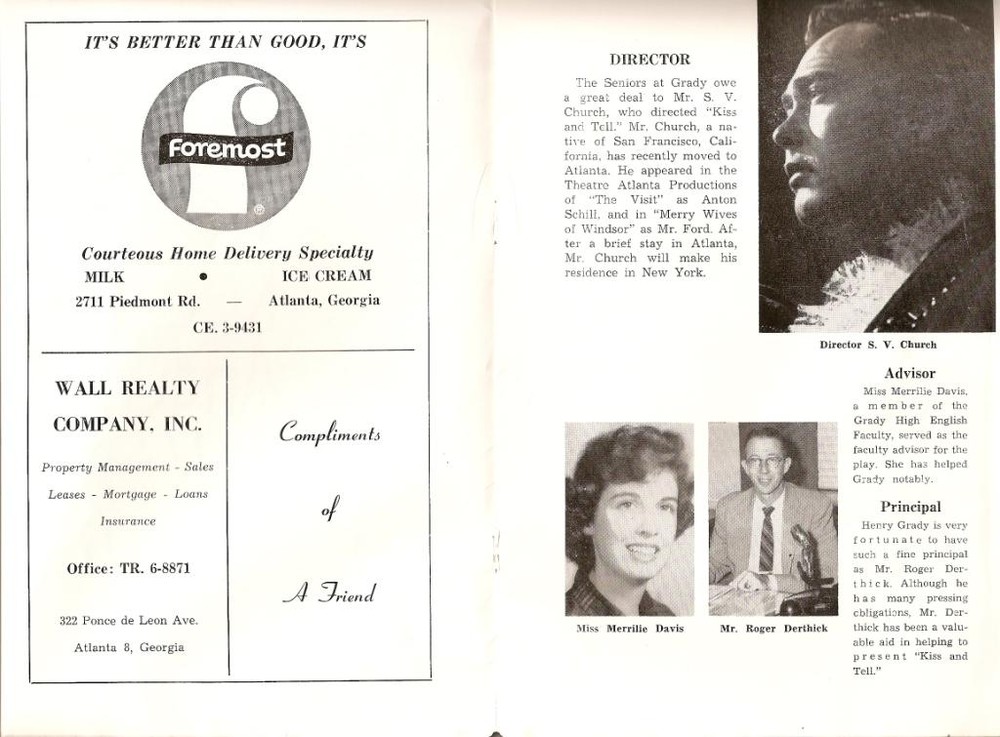 IT'S BETTER THAN GOOD, IT'S
Foremost
®
Courteous Home Delivery Specialty
MILK • ICE CREAM
2711 Piedmont Rd. — Atlanta, Georgia
CE. 3-9431
WALL REALTY
COMPANY, INC.
Property Management - Sales
Leases - Mortgage - Loans
Insurance
Office: TR. 6-8871
322 Ponce de Leon Ave.
Atlanta 8, Georgia
Compliments
of
A Friend
DIRECTOR
The Seniors at Grady owe
a great deal to Mr. S. V.
Church, who directed “Kiss
and Tell.” Mr. Church, a na-
tive of San Francisco, Cali-
fornia, has recently moved to
Atlanta. He appeared in the
Theatre Atlanta Productions
of “The Visit” as Anton
Schill, and in “Merry Wives
of Windsor” as Mr. Ford. Af-
ter a brief stay in Atlanta,
Mr. Church will make his
residence in New York.
Director S. V. Church
Miss Merrilie Davis
Mr. Roger Derthick
Advisor
Miss Merrilie Davis,
a member of the
Grady High English
Faculty, served as the
faculty advisor for the
play. She has helped
Grady notably.
Principal
Henry Grady is very
fortunate to have
such a fine principal
as Mr. Roger Der-
thick. Although he
has many pressing
obligations, Mr. Der-
thick has been a valu-
able aid in helping to
present “Kiss and
Tell.”